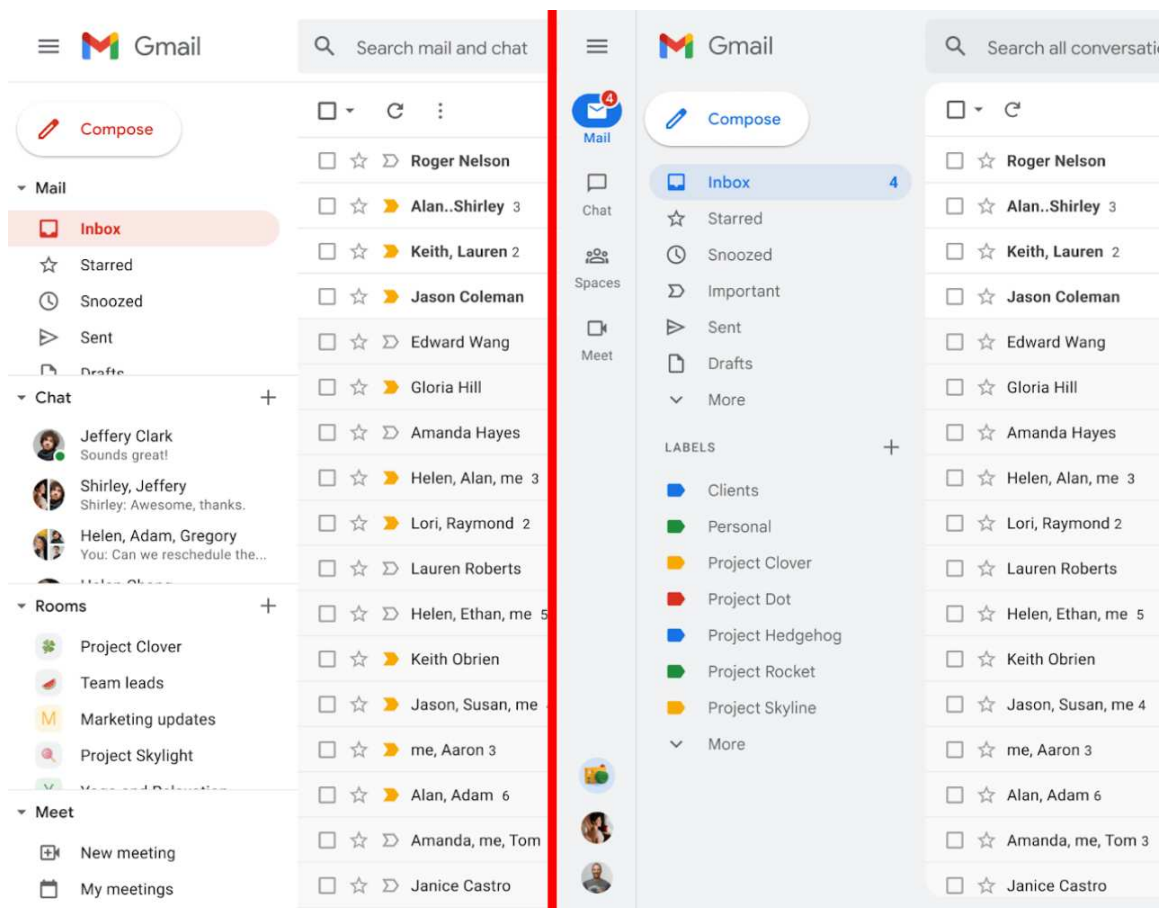 Gmail
Search mail and chat
Compose
Mail
Inbox
Starred
Snoozed
Sent
Drafts
Chat
Jeffery Clark
Sounds great!
Shirley, Jeffery
Shirley: Awesome, thanks.
Helen, Adam, Gregory
You: Can we reschedule the...
Rooms
Project Clover
Team leads
M Marketing updates
Project Skylight
Meet
New meeting
My meetings
Roger Nelson
Alan..Shirley 3
Keith, Lauren 2
Jason Coleman
Edward Wang
Gloria Hill
Amanda Hayes
Helen, Alan, me 3
Lori, Raymond 2
Lauren Roberts
Helen, Ethan, me 5
Keith Obrien
Jason, Susan, me
me, Aaron 3
Alan, Adam 6
Amanda, me, Tom
Janice Castro
4
Mail
Chat
Spaces
Meet
Gmail
Search all conversati
Compose
Inbox 4
Starred
Snoozed
Important
Sent
Drafts
More
LABELS
Clients
Personal
Project Clover
Project Dot
Project Hedgehog
Project Rocket
Project Skyline
More
Roger Nelson
Alan..Shirley 3
Keith, Lauren 2
Jason Coleman
Edward Wang
Gloria Hill
Amanda Hayes
Helen, Alan, me 3
Lori, Raymond 2
Lauren Roberts
Helen, Ethan, me 5
Keith Obrien
Jason, Susan, me 4
me, Aaron 3
Alan, Adam 6
Amanda, me, Tom 3
Janice Castro